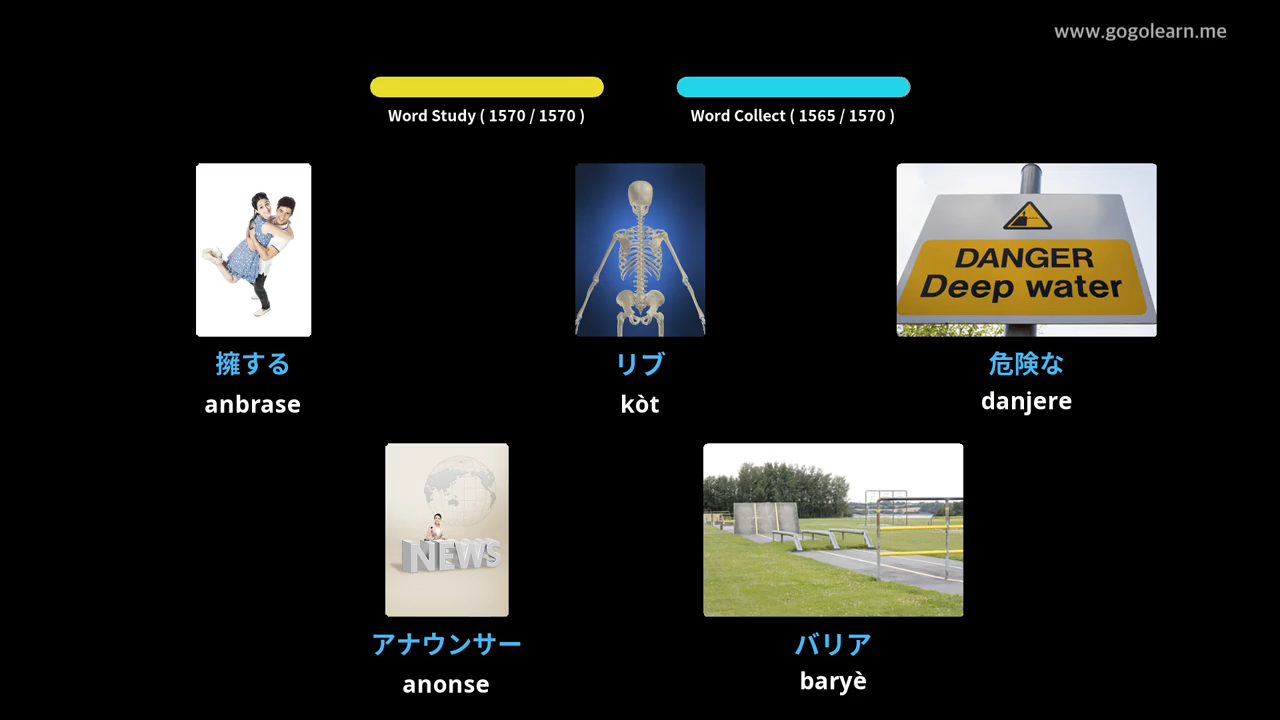 www.gogolearn.me
Word Study ( 1570 / 1570 )
Word Collect ( 1565 / 1570 )
DANGER
Deep water
擁する
リブ
危険な
anbrase
kòt
danjere
NEWS
アナウンサー
バリア
anonse
baryè